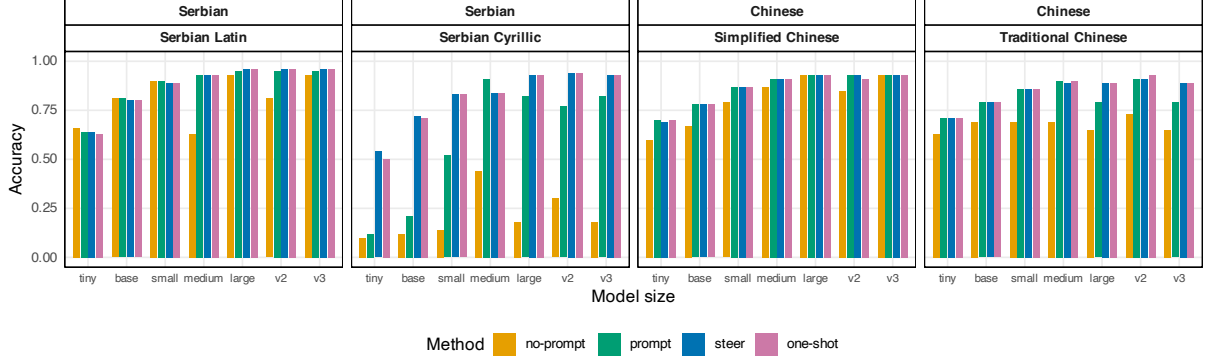 Serbian Serbian Chinese Chinese
Serbian Latin Serbian Cyrillic Simplified Chinese Traditional Chinese
1.00
0.75
0.50
0.25
0.00
Accuracy
tiny base small medium large v2 v3 tiny base small medium large v2 v3 tiny base small medium large v2 v3 tiny base small medium large v2 v3
Model size
Method no-prompt prompt steer one-shot